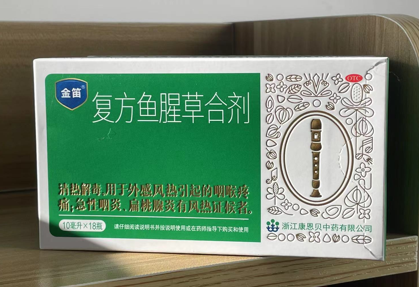 金笛
复方鱼腥草合剂
OTC
清热解毒。用于外感风热引起的咽喉疼
痛;急性咽炎、扁桃腺炎有风热证候者。
10毫升×18瓶
请仔细阅读说明书并按说明使用或在药师指导下购买和使用
浙江康恩贝中药有限公司